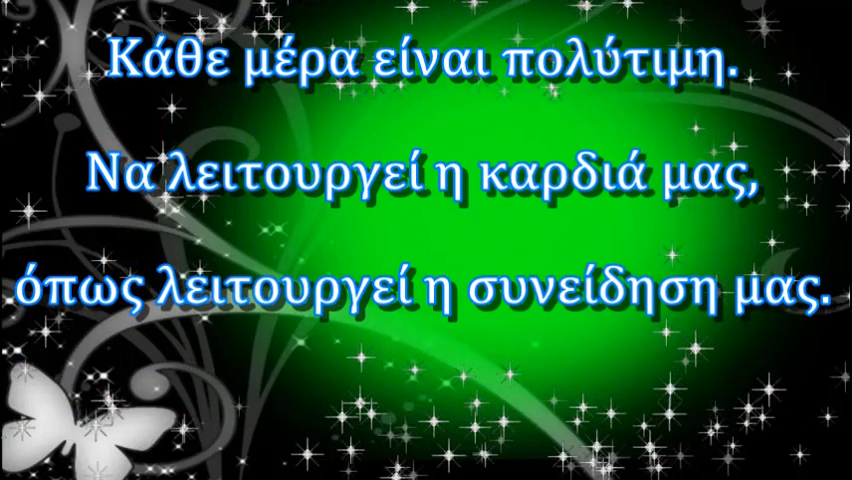 Κάθε μέρα είναι πολύτιμη.
Να λειτουργεί η καρδιά μας,
όπως λειτουργεί η συνείδηση μας.